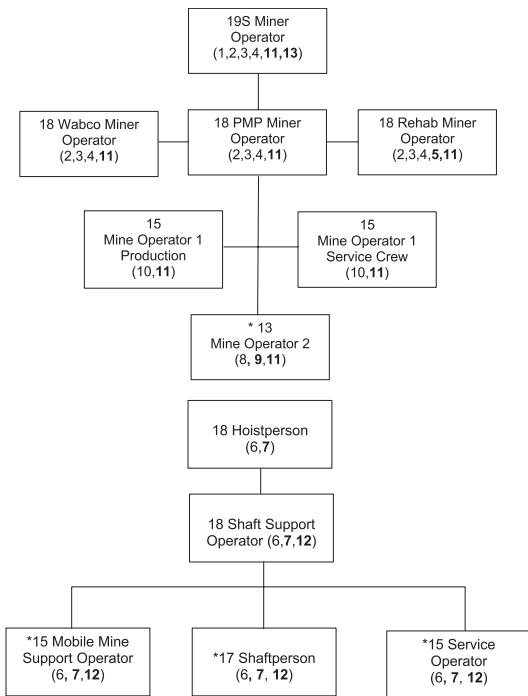 19S Miner
Operator
(1,2,3,4,11,13)
18 Wabco Miner
Operator
(2,3,4,11)
18 PMP Miner
Operator
(2,3,4,11)
18 Rehab Miner
Operator
(2,3,4,5,11)
15
Mine Operator 1
Production
(10,11)
15
Mine Operator 1
Service Crew
(10,11)
* 13
Mine Operator 2
(8, 9,11)
18 Hoistperson
(6,7)
18 Shaft Support
Operator (6,7,12)
*15 Mobile Mine
Support Operator
(6, 7,12)
*17 Shaftperson
(6, 7, 12)
*15 Service
Operator
(6, 7, 12)